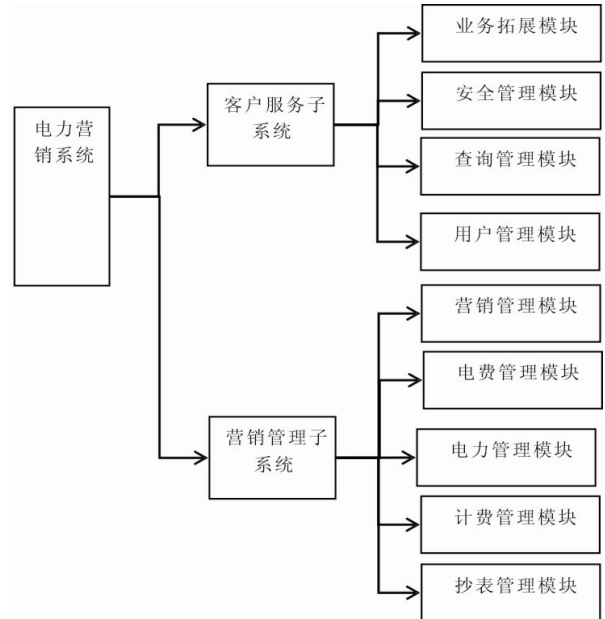 电力营
销系统
客户服务子
系统
业务拓展模块
安全管理模块
查询管理模块
用户管理模块
营销管理子
系统
营销管理模块
电费管理模块
电力管理模块
计费管理模块
抄表管理模块